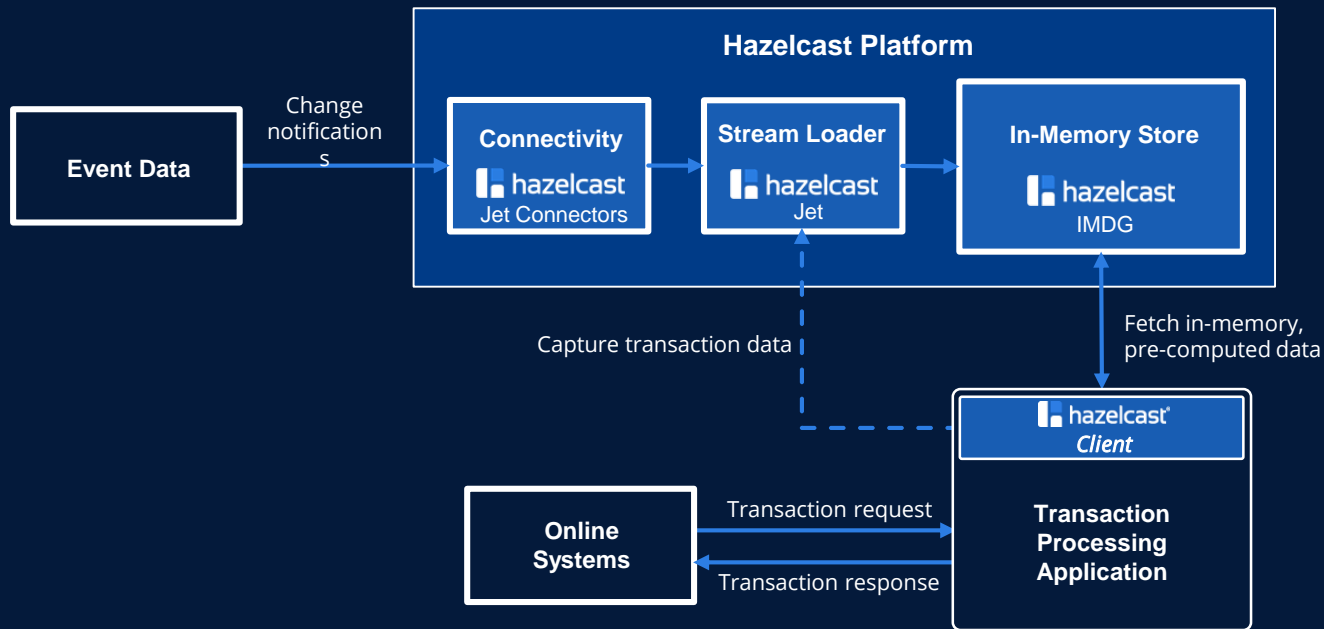 Hazelcast Platform
Change
notification
s
Event Data
Connectivity
hazelcast
Jet Connectors
Stream Loader
hazelcast
Jet
In-Memory Store
hazelcast
IMDG
Capture transaction data
Fetch in-memory,
pre-computed data
hazelcast
Client
Online
Systems
Transaction request
Transaction response
Transaction
Processing
Application